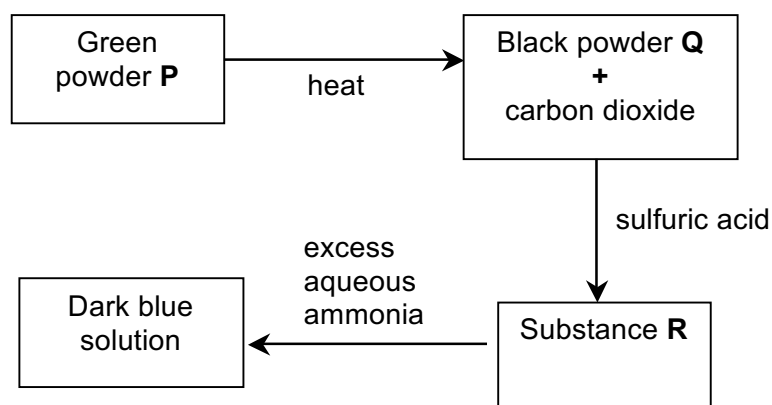 Green
powder P
heat
Black powder Q
+
carbon dioxide
sulfuric acid
Substance R
excess
aqueous
ammonia
Dark blue
solution